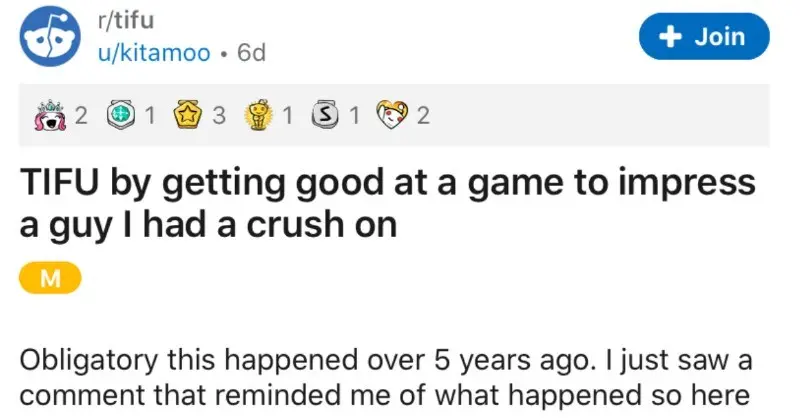 r/tifu
u/kitamoo • 6d
+ Join
2 1 3 1 S 1 2
TIFU by getting good at a game to impress
a guy I had a crush on
M
Obligatory this happened over 5 years ago. I just saw a
comment that reminded me of what happened so here